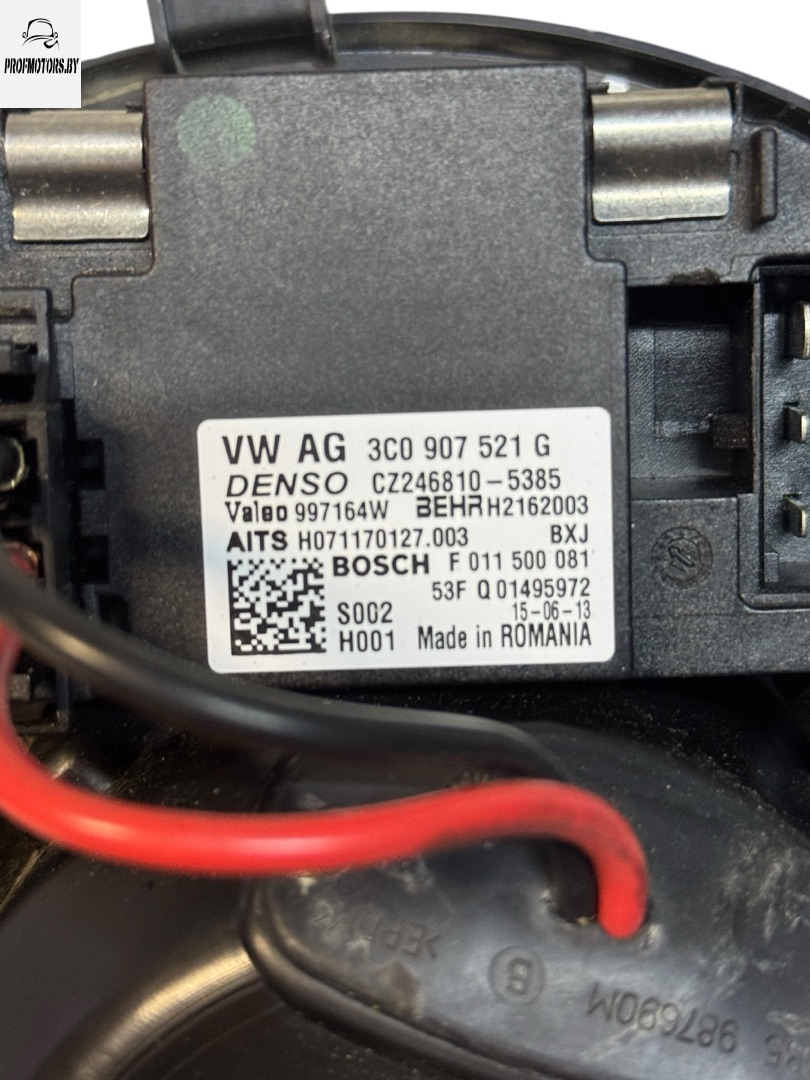 PROFMOTORS.BY
VW AG 3C0 907 521 G
DENSO CZ246810-5385
Valeo 997164W BEHR H2162003
AITS H071170127.003 BXJ
BOSCH F 011 500 081
53F Q 01495972
S002 15-06-13
H001 Made in ROMANIA
B
987690M